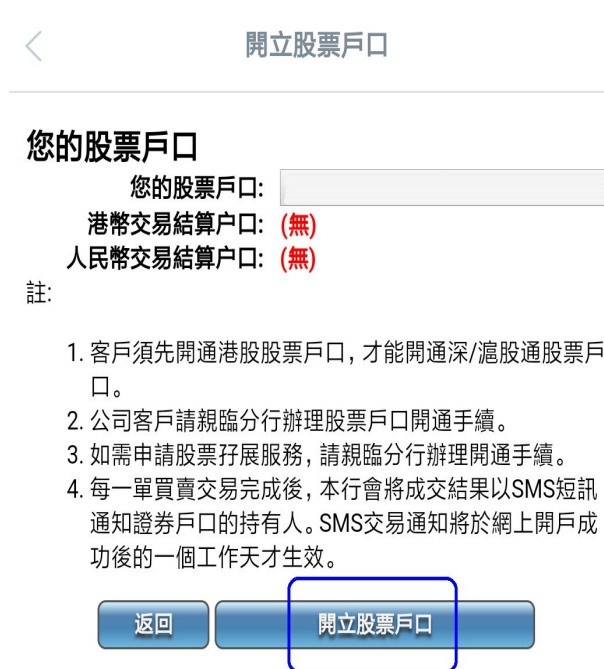 開立股票戶口
您的股票戶口
您的股票戶口:
港幣交易結算户口: (無)
人民幣交易結算户口: (無)
註:
1. 客戶須先開通港股股票戶口, 才能開通深/滬股通股票戶
口。
2. 公司客戶請親臨分行辦理股票戶口開通手續。
3. 如需申請股票孖展服務, 請親臨分行辦理開通手續。
4. 每一單買賣交易完成後, 本行會將成交結果以SMS短訊
通知證券戶口的持有人。SMS交易通知將於網上開戶成
功後的一個工作天才生效。
返回 開立股票戶口